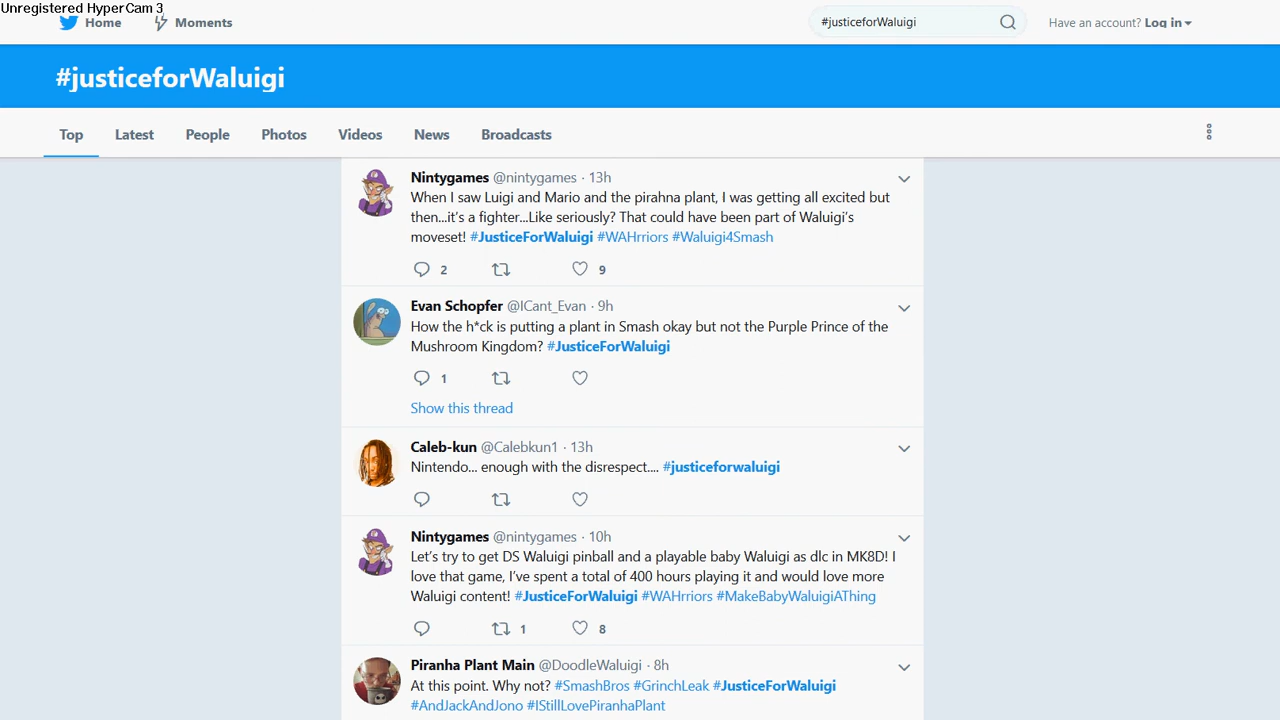 Unregistered HyperCam 3
Home Moments #justiceforWaluigi Have an account? Log in
#justiceforWaluigi
Top Latest People Photos Videos News Broadcasts
Nintygames @nintygames · 13h
When I saw Luigi and Mario and the pirahna plant, I was getting all excited but
then...it's a fighter...Like seriously? That could have been part of Waluigi's
moveset! #JusticeForWaluigi #WAHrriors #Waluigi4Smash
2 9
Evan Schopfer @ICant_Evan · 9h
How the h*ck is putting a plant in Smash okay but not the Purple Prince of the
Mushroom Kingdom? #JusticeForWaluigi
1
Show this thread
Caleb-kun @Calebkun1 · 13h
Nintendo... enough with the disrespect.... #justiceforwaluigi
Nintygames @nintygames · 10h
Let's try to get DS Waluigi pinball and a playable baby Waluigi as dlc in MK8D! I
love that game, I've spent a total of 400 hours playing it and would love more
Waluigi content! #JusticeForWaluigi #WAHrriors #MakeBabyWaluigiAThing
1 8
Piranha Plant Main @DoodleWaluigi · 8h
At this point. Why not? #SmashBros #GrinchLeak #JusticeForWaluigi
#AndJackAndJono #IStillLovePiranhaPlant